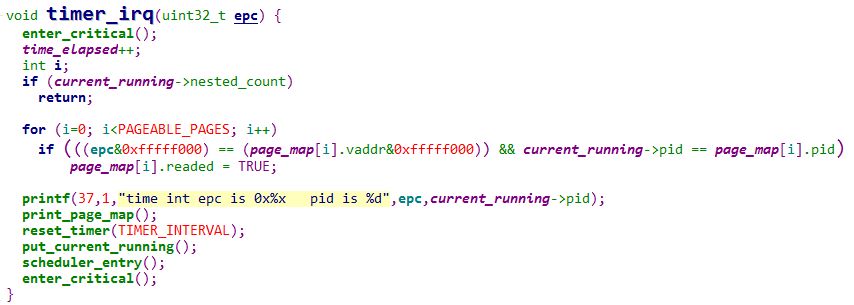 void timer_irq(uint32_t epc) {
  enter_critical();
  time_elapsed++;
  int i;
  if (current_running->nested_count)
    return;

  for (i=0; i<PAGEABLE_PAGES; i++)
    if (((epc&0xfffff000) == (page_map[i].vaddr&0xfffff000)) && current_running->pid == page_map[i].pid)
        page_map[i].readed = TRUE;

  printf(37,1,"time int epc is 0x%x   pid is %d",epc,current_running->pid);
  print_page_map();
  reset_timer(TIMER_INTERVAL);
  put_current_running();
  scheduler_entry();
  enter_critical();
}